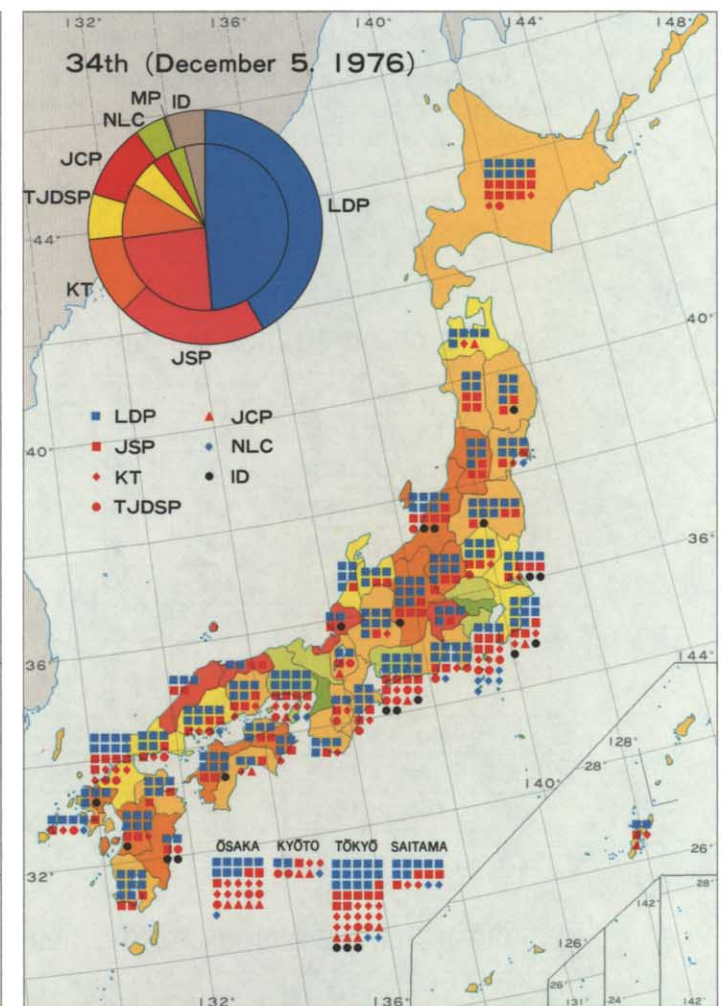 132°
136°
140°
144°
148°
34th (December 5, 1976)
MP ID
NLC
JCP
TJDSP
LDP
44°
KT
JSP
40°
LDP
JCP
JSP
NLC
40°
KT
ID
TJDSP
36°
36°
144°
128°
28°
140°
ŌSAKA KYŌTO TŌKYŌ SAITAMA
26°
32°
28°
142°
126°
26°
132°
136°
131°
24°
142°